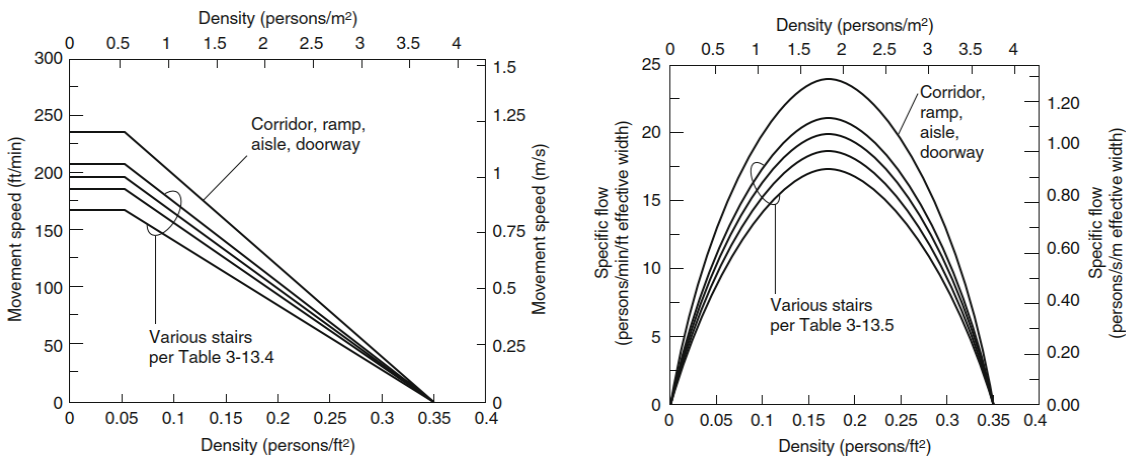 Density (persons/m²)
0 0.5 1 1.5 2 2.5 3 3.5 4
300
250
200
150
100
50
0
Movement speed (ft/min)
Corridor, ramp,
aisle, doorway
Various stairs
per Table 3-13.4
1.5
1.25
1
0.75
0.5
0.25
0
Movement speed (m/s)
0 0.05 0.1 0.15 0.2 0.25 0.3 0.35 0.4
Density (persons/ft²)
Density (persons/m²)
0 0.5 1 1.5 2 2.5 3 3.5 4
25
20
15
10
5
0
Specific flow
(persons/min/ft effective width)
Corridor,
ramp,
aisle,
doorway
Various stairs
per Table 3-13.5
1.20
1.00
0.80
0.60
0.40
0.20
0.00
Specific flow
(persons/s/m effective width)
0 0.05 0.1 0.15 0.2 0.25 0.3 0.35 0.4
Density (persons/ft²)